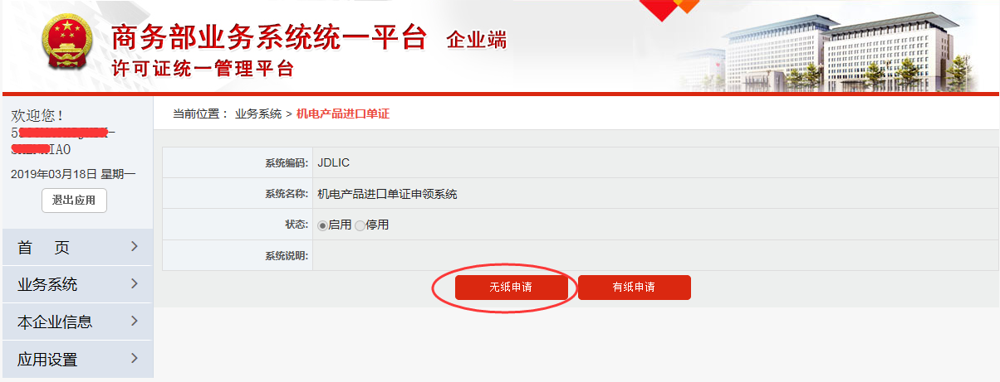 商务部业务系统统一平台 企业端
许可证统一管理平台
欢迎您！
IAO
2019年03月18日 星期一
退出应用
首 页
业务系统
本企业信息
应用设置
当前位置： 业务系统 > 机电产品进口单证
系统编码: JDLIC
系统名称: 机电产品进口单证申领系统
状态: 启用 停用
系统说明:
无纸申请 有纸申请